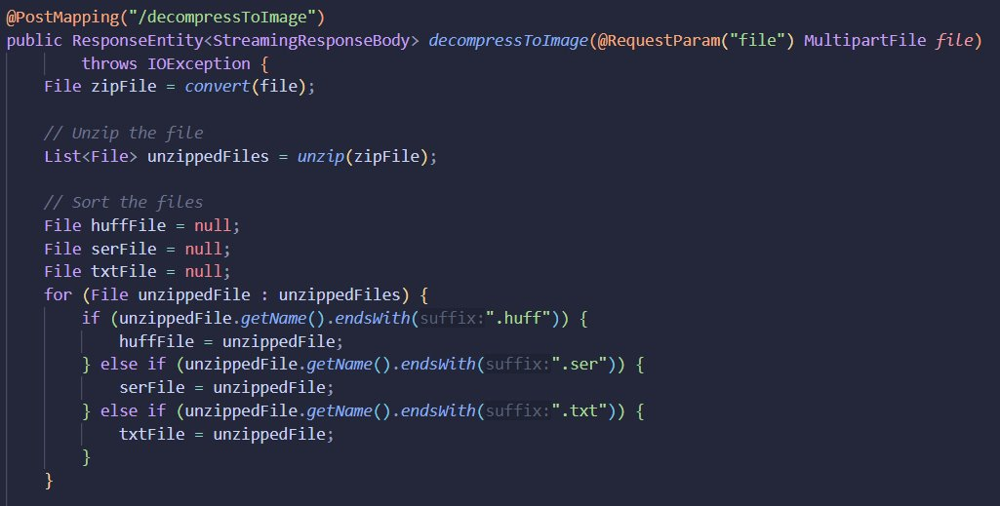 @PostMapping("/decompressToImage")
public ResponseEntity<StreamingResponseBody> decompressToImage(@RequestParam("file") MultipartFile file)
        throws IOException {
    File zipFile = convert(file);

    // Unzip the file
    List<File> unzippedFiles = unzip(zipFile);

    // Sort the files
    File huffFile = null;
    File serFile = null;
    File txtFile = null;
    for (File unzippedFile : unzippedFiles) {
        if (unzippedFile.getName().endsWith(suffix:".huff")) {
            huffFile = unzippedFile;
        } else if (unzippedFile.getName().endsWith(suffix:".ser")) {
            serFile = unzippedFile;
        } else if (unzippedFile.getName().endsWith(suffix:".txt")) {
            txtFile = unzippedFile;
        }
    }